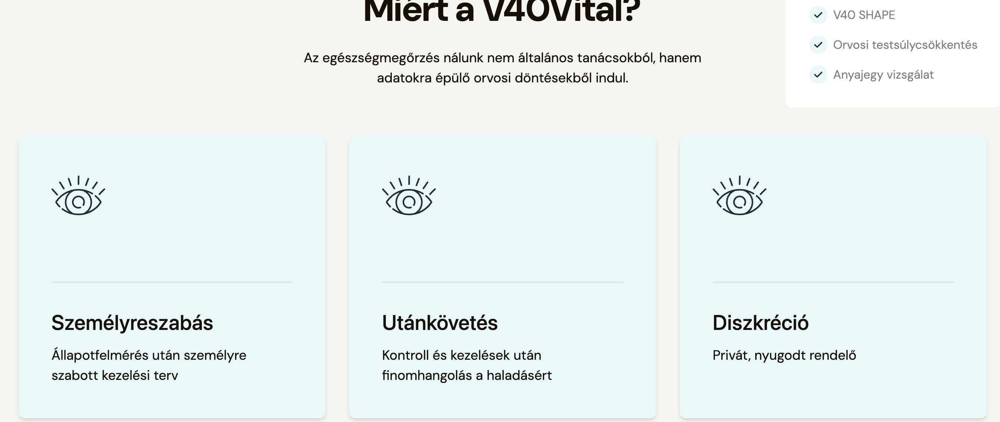 Miért a V40Vital?
Az egészségmegőrzés nálunk nem általános tanácsokból, hanem
adatokra épülő orvosi döntésekből indul.
V40 SHAPE
Orvosi testsúlycsökkentés
Anyajegy vizsgálat
Személyreszabás
Állapotfelmérés után személyre
szabott kezelési terv
Utánkövetés
Kontroll és kezelések után
finomhangolás a haladásért
Diszkréció
Privát, nyugodt rendelő